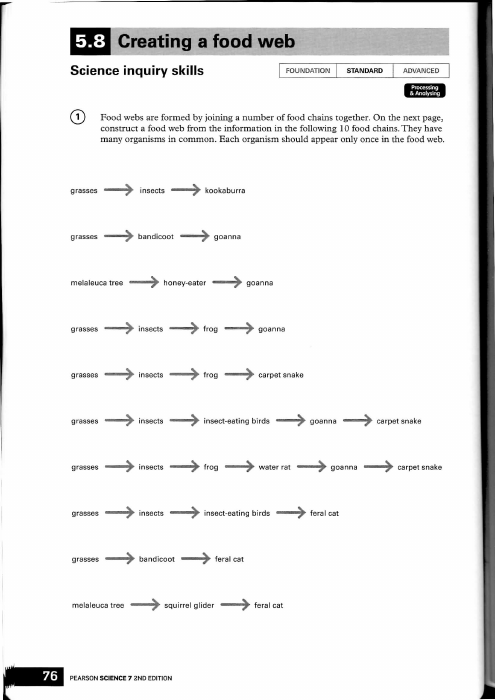 5.8 Creating a food web
Science inquiry skills
FOUNDATION STANDARD ADVANCED
Processing
& Analysing
1 Food webs are formed by joining a number of food chains together. On the next page,
construct a food web from the information in the following 10 food chains. They have
many organisms in common. Each organism should appear only once in the food web.
grasses → insects → kookaburra
grasses → bandicoot → goanna
melaleuca tree → honey-eater → goanna
grasses → insects → frog → goanna
grasses → insects → frog → carpet snake
grasses → insects → insect-eating birds → goanna → carpet snake
grasses → insects → frog → water rat → goanna → carpet snake
grasses → insects → insect-eating birds → feral cat
grasses → bandicoot → feral cat
melaleuca tree → squirrel glider → feral cat
76 PEARSON SCIENCE 7 2ND EDITION